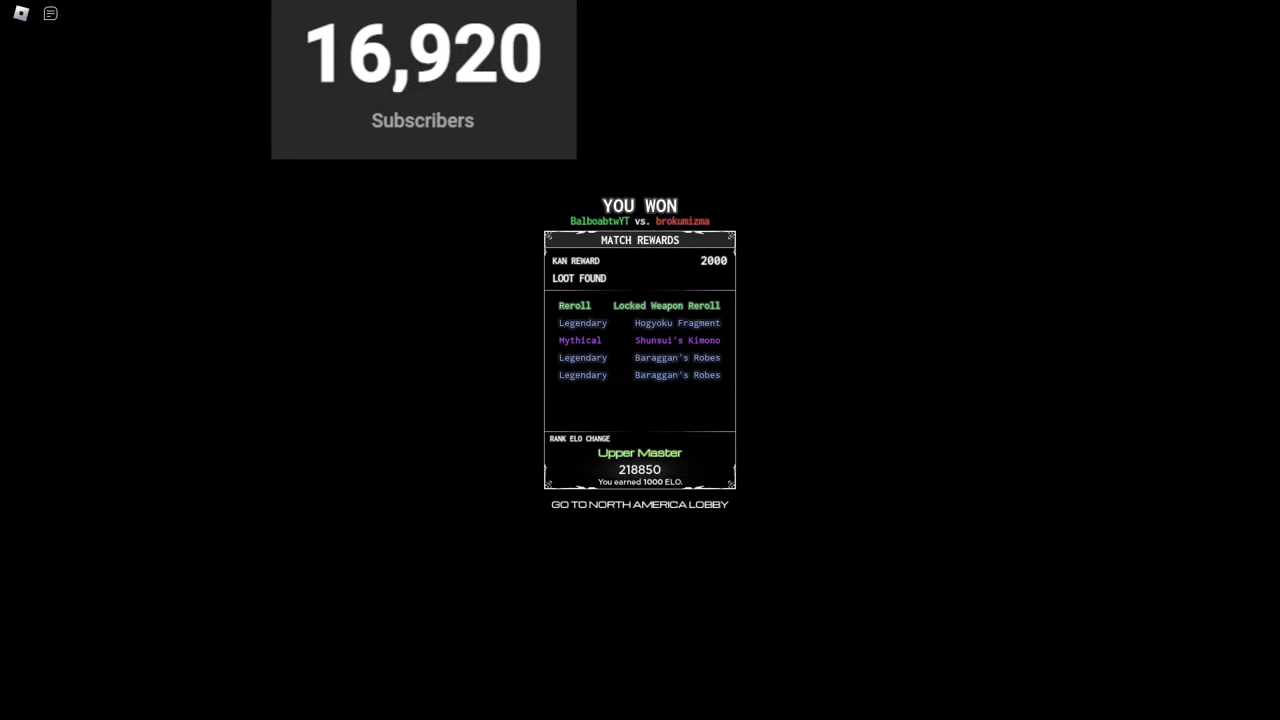 16,920
Subscribers
YOU WON
BalboabtwYT vs. brokumizma
MATCH REWARDS
KAN REWARD 2000
LOOT FOUND
Reroll Locked Weapon Reroll
Legendary Hogyoku Fragment
Mythical Shunsui's Kimono
Legendary Baraggan's Robes
Legendary Baraggan's Robes
RANK ELO CHANGE
Upper Master
218850
You earned 1000 ELO.
GO TO NORTH AMERICA LOBBY